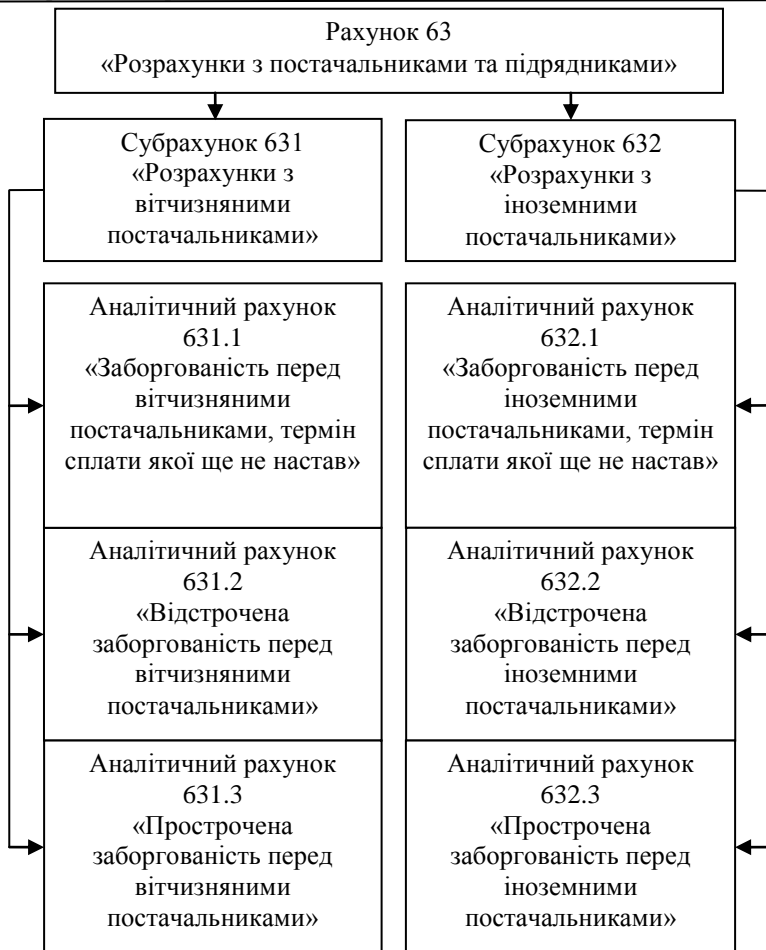 Рахунок 63
«Розрахунки з постачальниками та підрядниками»
Субрахунок 631
«Розрахунки з
вітчизняними
постачальниками»
Субрахунок 632
«Розрахунки з
іноземними
постачальниками»
Аналітичний рахунок
631.1
«Заборгованість перед
вітчизняними
постачальниками, термін
сплати якої ще не настав»
Аналітичний рахунок
632.1
«Заборгованість перед
іноземними
постачальниками, термін
сплати якої ще не настав»
Аналітичний рахунок
631.2
«Відстрочена
заборгованість перед
вітчизняними
постачальниками»
Аналітичний рахунок
632.2
«Відстрочена
заборгованість перед
іноземними
постачальниками»
Аналітичний рахунок
631.3
«Прострочена
заборгованість перед
вітчизняними
постачальниками»
Аналітичний рахунок
632.3
«Прострочена
заборгованість перед
іноземними
постачальниками»